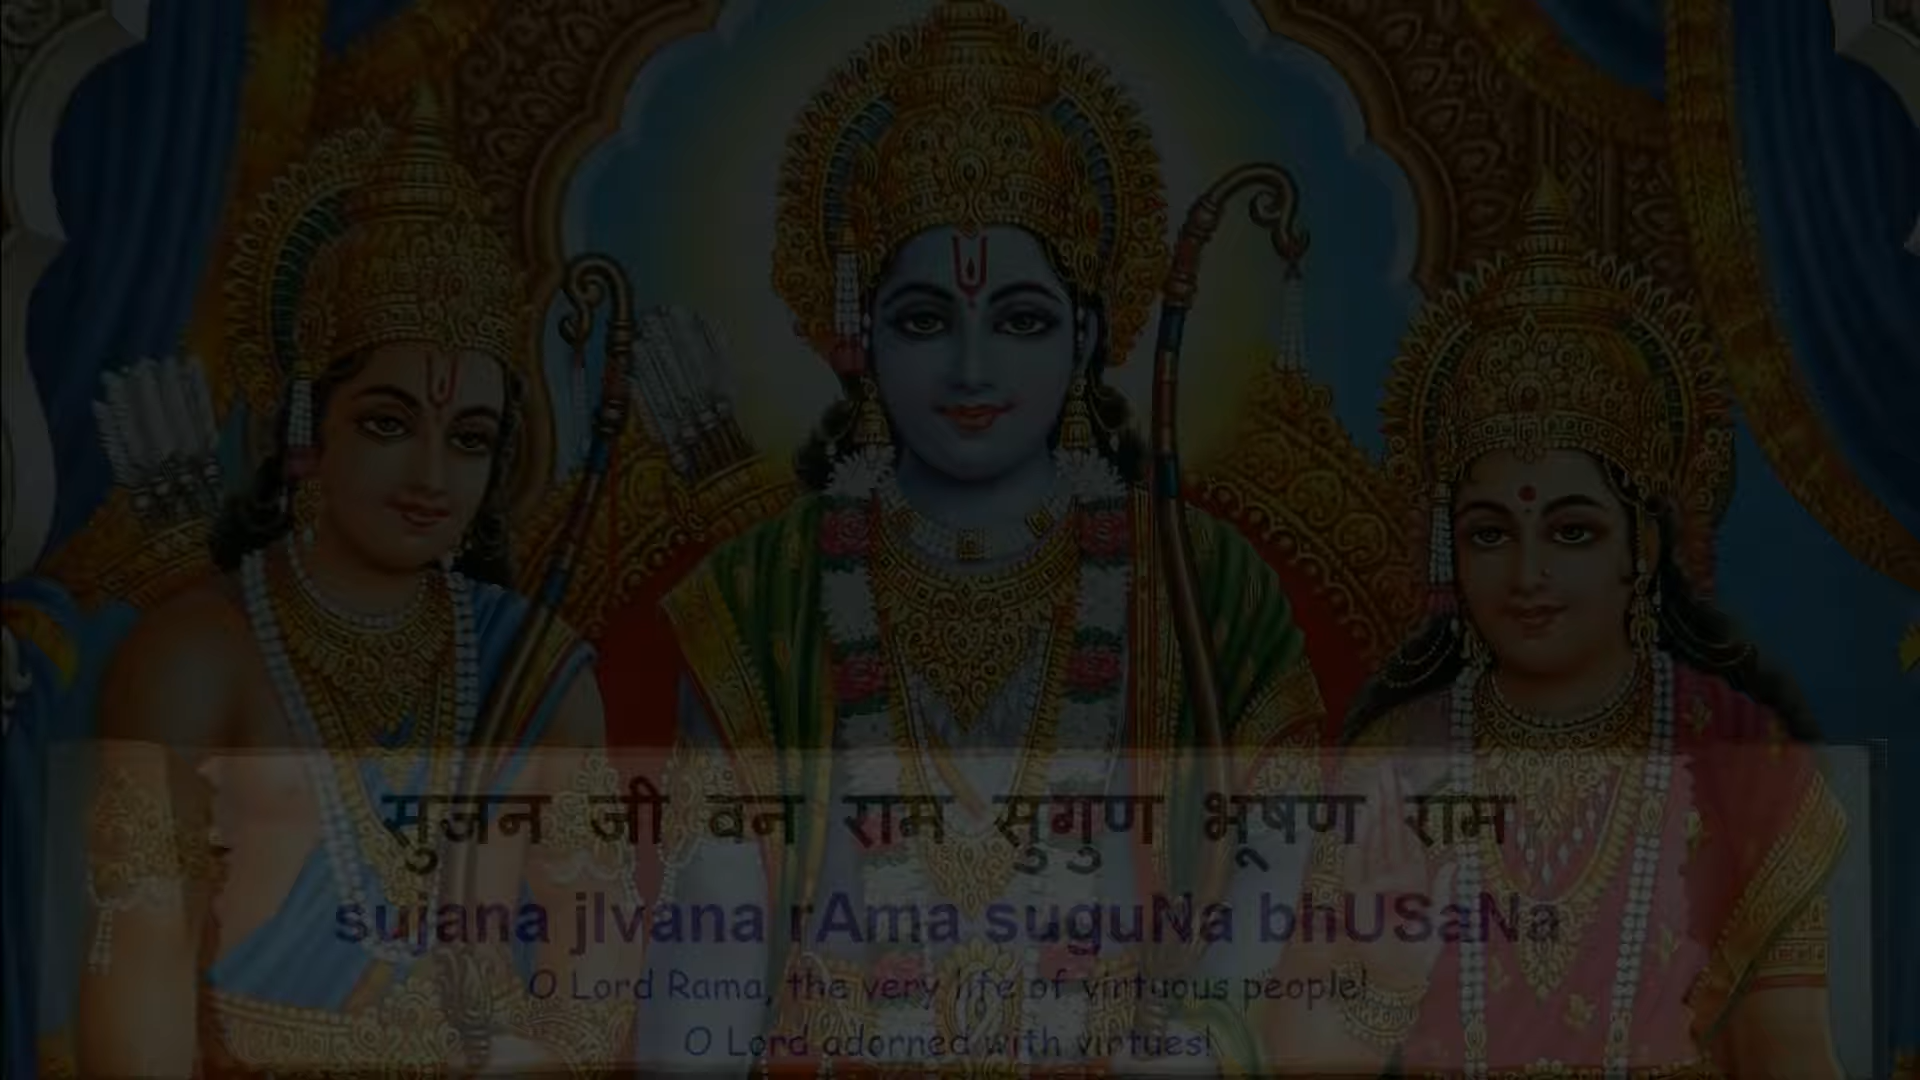 सुजन जी वन राम सुगुण भूषण राम
sujana jIvana rAma suguNa bhUSaNa
O Lord Rama, the very life of virtuous people!
O Lord adorned with virtues!